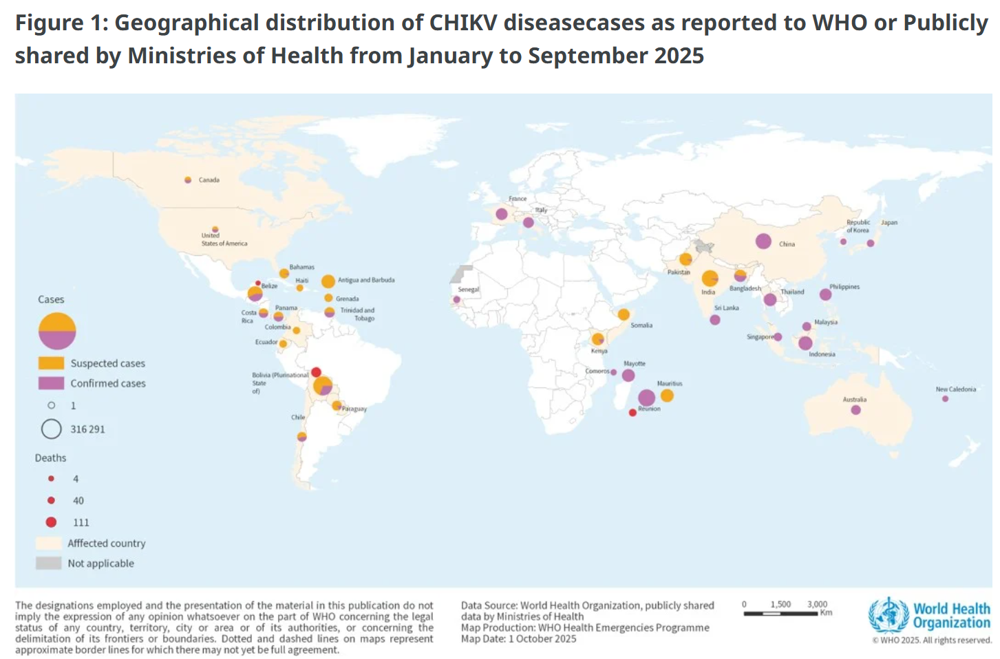 Figure 1: Geographical distribution of CHIKV diseasecases as reported to WHO or Publicly
shared by Ministries of Health from January to September 2025
Canada
United
States of America
Bahamas
Haiti
Antigua and Barbuda
Belize
Grenada
Costa
Rica
Panama
Trinidad and
Tobago
Colombia
Ecuador
Bolivia (Plurinational
State
of)
Paraguay
Chile
France
Italy
Senegal
Somalia
Kenya
Mayotte
Comoros
Mauritius
Reunion
Pakistan
India
Bangladesh
Sri Lanka
China
Republic
of Korea
Japan
Thailand
Philippines
Malaysia
Singapore
Indonesia
Australia
New Caledonia
Cases
Suspected cases
Confirmed cases
1
316 291
Deaths
4
40
111
Afffected country
Not applicable
The designations employed and the presentation of the material in this publication do not
imply the expression of any opinion whatsoever on the part of WHO concerning the legal
status of any country, territory, city or area or of its authorities, or concerning the
delimitation of its frontiers or boundaries. Dotted and dashed lines on maps represent
approximate border lines for which there may not yet be full agreement.
Data Source: World Health Organization, publicly shared
data by Ministries of Health
Map Production: WHO Health Emergencies Programme
Map Date: 1 October 2025
0 1,500 3,000
Km
World Health
Organization
© WHO 2025. All rights reserved.